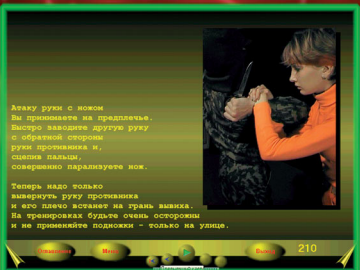 Атаку руки с ножом
Вы принимаете на предплечье.
Быстро заводите другую руку
с обратной стороны
руки противника и,
сцепив пальцы,
совершенно парализуете нож.
Теперь надо только
вывернуть руку противника
и его плечо встанет на грань вывиха.
На тренировках будьте очень осторожны
и не применяйте подножки - только на улице.
210